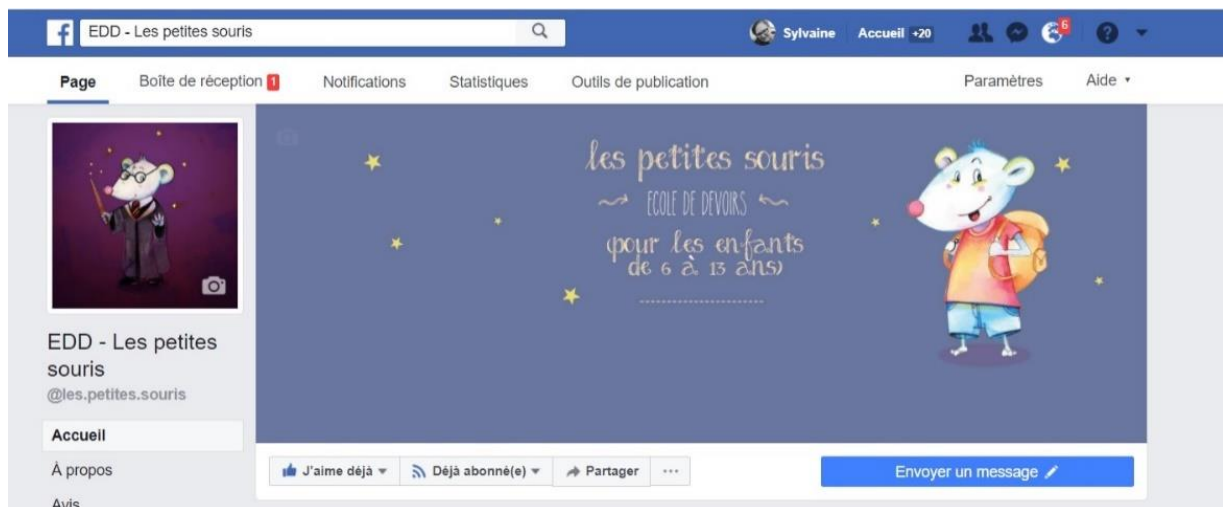 EDD - Les petites souris
Sylvaine Accueil +20 6
Page Boîte de réception 1 Notifications Statistiques Outils de publication Paramètres Aide
les petites souris
ECOLE DE DEVOIRS
(pour les enfants
de 6 à 13 ans)
EDD - Les petites
souris
@les.petites.souris
Accueil
À propos
Avis
J'aime déjà Déjà abonné(e) Partager ...
Envoyer un message